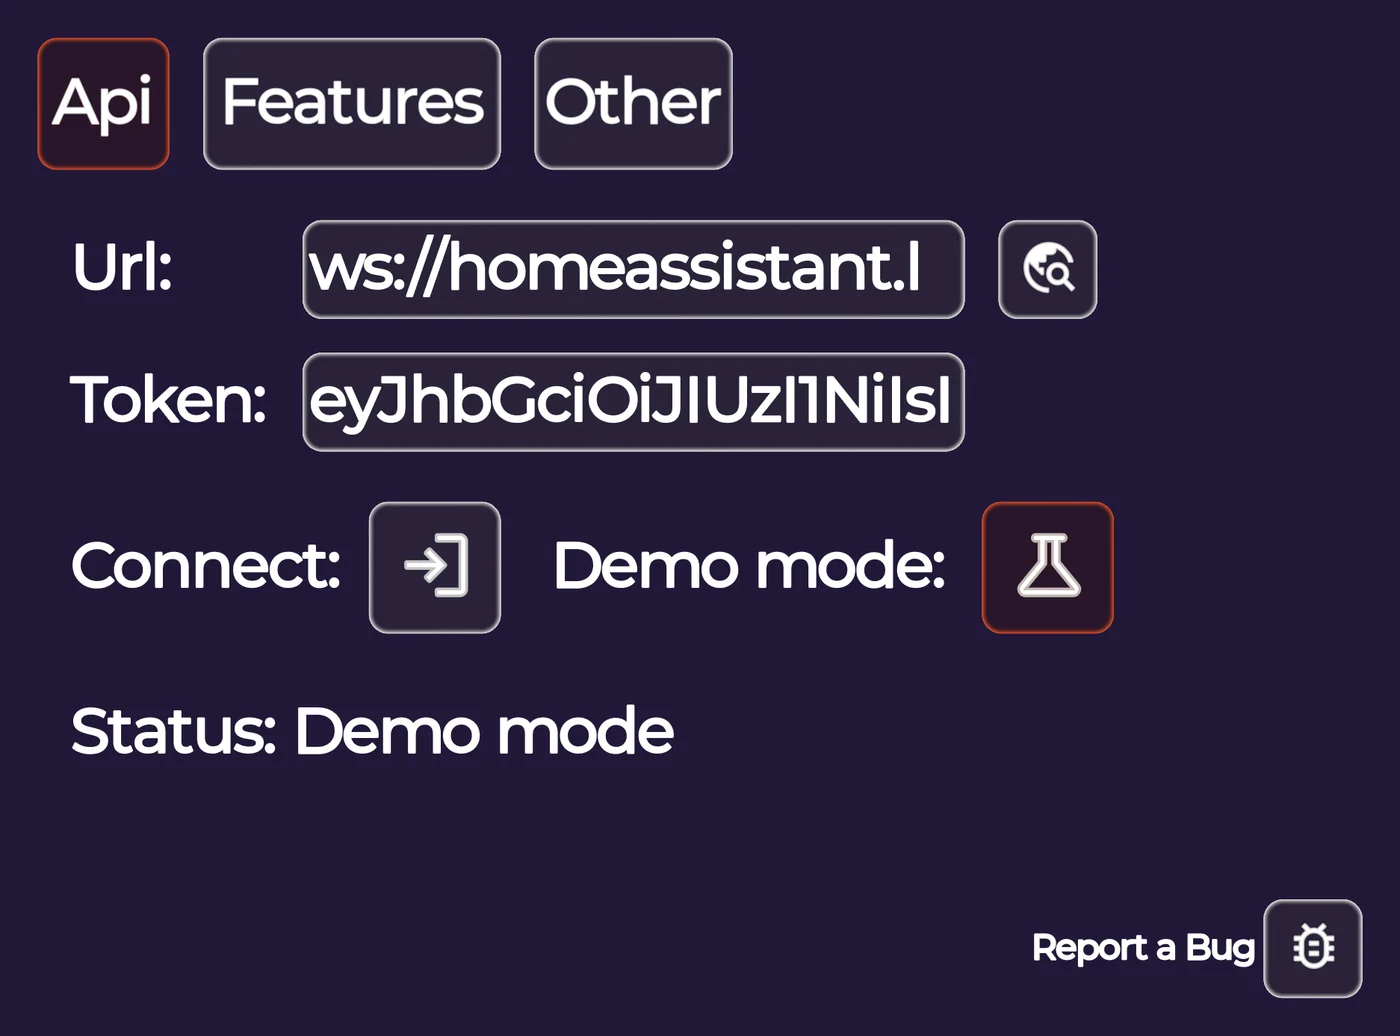 Api Features Other
Url: ws://homeassistant.l
Token: eyJhbGciOiJIUzI1NiIsI
Connect: Demo mode:
Status: Demo mode
Report a Bug